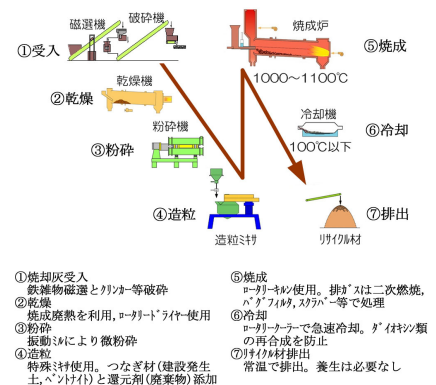 磁選機
破砕機
①受入
焼成炉
⑤焼成
1000～1100℃
乾燥機
②乾燥
冷却機
⑥冷却
100℃以下
粉砕機
③粉砕
④造粒
造粒ﾐｷｻ
⑦排出
ﾘｻｲｸﾙ材
①焼却灰受入
鉄雑物磁選とｸﾘﾝｶｰ等破砕
②乾燥
焼成廃熱を利用,ﾛｰﾀﾘｰﾄﾞﾗｲﾔｰ使用
③粉砕
振動ﾐﾙにより微粉砕
④造粒
特殊ﾐｷｻ使用。つなぎ材(建設発生
土,ﾍﾞﾝﾄﾅｲﾄ)と還元剤(廃棄物)添加
⑤焼成
ﾛｰﾀﾘｰｷﾙﾝ使用。排ｶﾞｽは二次燃焼,
ﾊﾞｸﾞﾌｨﾙﾀ,ｽｸﾗﾊﾞｰ等で処理
⑥冷却
ﾛｰﾀﾘｰｸｰﾗｰで急速冷却。ﾀﾞｲｵｷｼﾝ類
の再合成を防止
⑦ﾘｻｲｸﾙ材排出
常温で排出。養生は必要なし